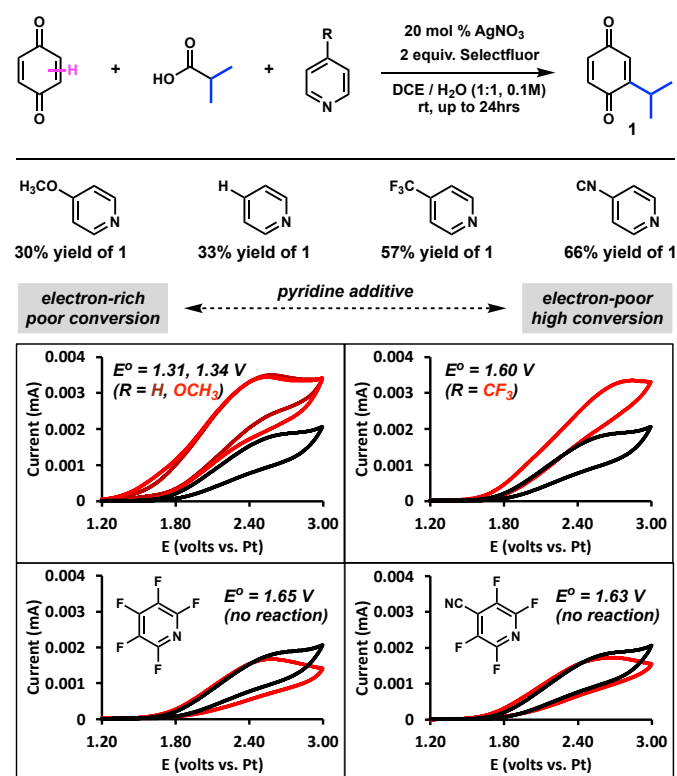 O
H
O
+
O
HO
+
R
N
20 mol % AgNO3
2 equiv. Selectfluor
DCE / H2O (1:1, 0.1M)
rt, up to 24hrs
O
O
1
H3CO
N
30% yield of 1
H
N
33% yield of 1
F3C
N
57% yield of 1
CN
N
66% yield of 1
electron-rich
poor conversion
pyridine additive
electron-poor
high conversion
0.004
0.003
0.002
0.001
0
Current (mA)
E° = 1.31, 1.34 V
(R = H, OCH3)
1.20 1.80 2.40 3.00
E (volts vs. Pt)
0.004
0.003
0.002
0.001
0
Current (mA)
E° = 1.60 V
(R = CF3)
1.20 1.80 2.40 3.00
E (volts vs. Pt)
0.004
0.003
0.002
0.001
0
Current (mA)
F
F
F
F
N
F
E° = 1.65 V
(no reaction)
1.20 1.80 2.40 3.00
E (volts vs. Pt)
0.004
0.003
0.002
0.001
0
Current (mA)
F
NC
F
F
N
F
E° = 1.63 V
(no reaction)
1.20 1.80 2.40 3.00
E (volts vs. Pt)